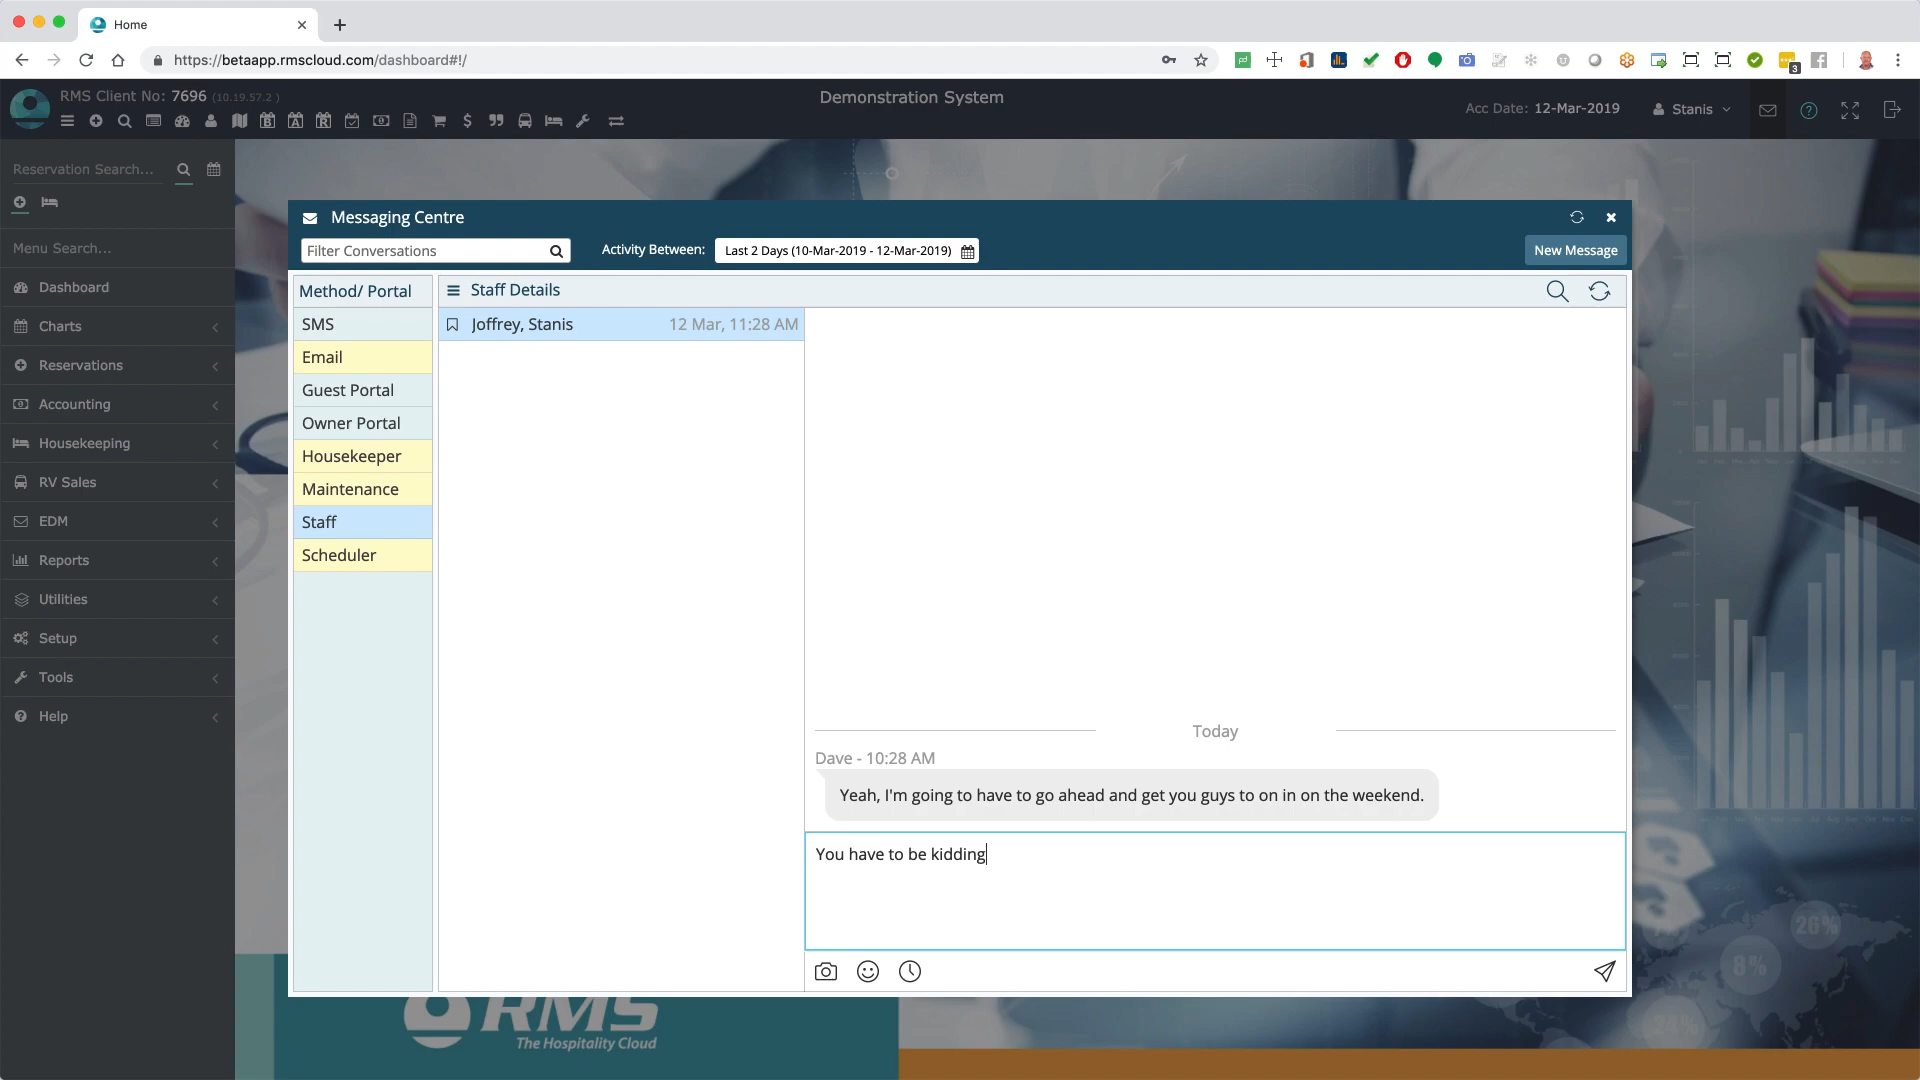 Home
https://betaapp.rmscloud.com/dashboard#!/
3
RMS Client No: 7696 (10.19.57.2 )
Demonstration System
Acc Date: 12-Mar-2019
Stanis
Reservation Search...
Menu Search...
Dashboard
Charts
Reservations
Accounting
Housekeeping
RV Sales
EDM
Reports
Utilities
Setup
Tools
Help
Messaging Centre
Filter Conversations
Activity Between:
Last 2 Days (10-Mar-2019 - 12-Mar-2019)
New Message
Method/ Portal
SMS
Email
Guest Portal
Owner Portal
Housekeeper
Maintenance
Staff
Scheduler
Staff Details
Joffrey, Stanis
12 Mar, 11:28 AM
Today
Dave - 10:28 AM
Yeah, I'm going to have to go ahead and get you guys to on in on the weekend.
You have to be kidding
26%
8%
24%
RMS
The Hospitality Cloud